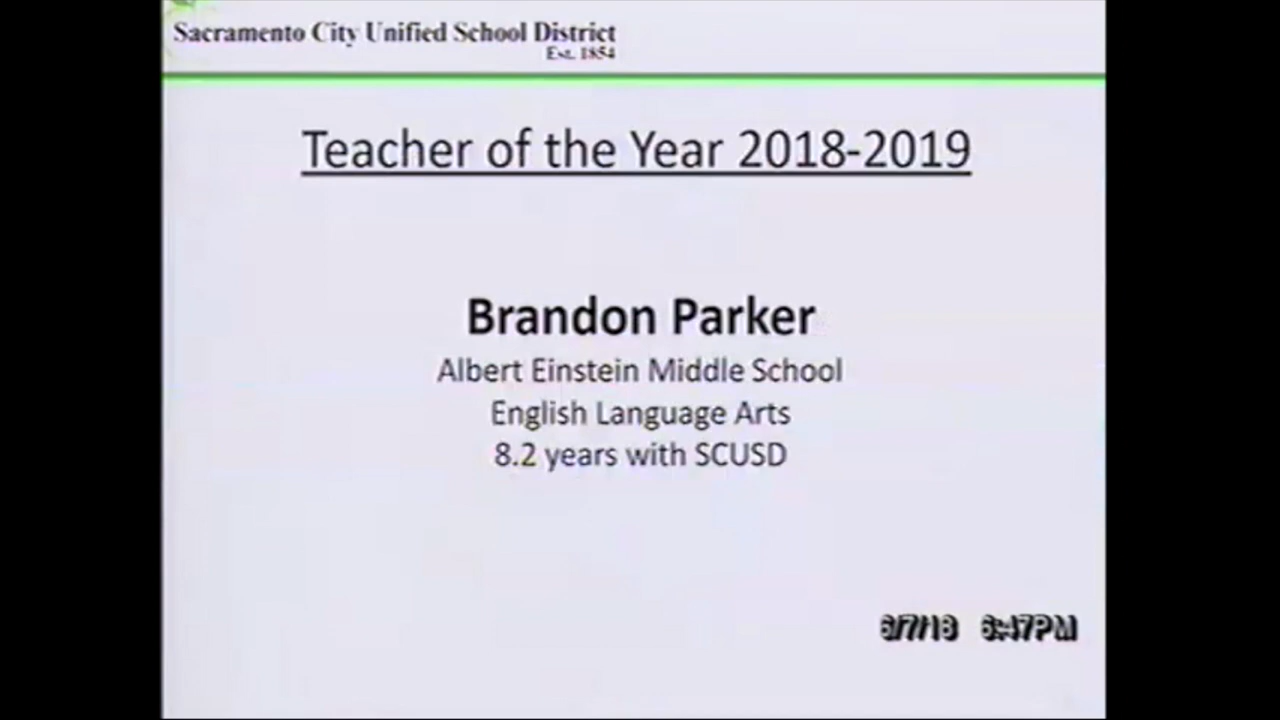 Sacramento City Unified School District
Est. 1854
Teacher of the Year 2018-2019
Brandon Parker
Albert Einstein Middle School
English Language Arts
8.2 years with SCUSD
6/7/18 6:47PM